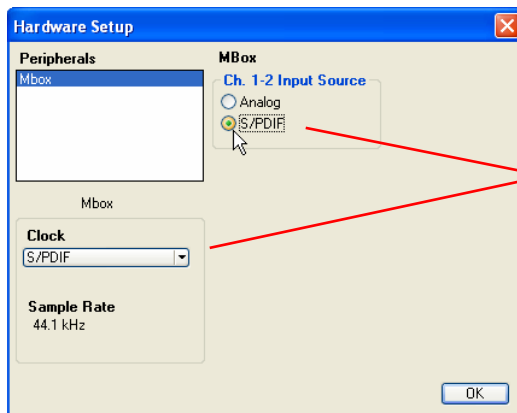 Hardware Setup
Peripherals
Mbox
MBox
Ch. 1-2 Input Source
Analog
S/PDIF
Mbox
Clock
S/PDIF
Sample Rate
44.1 kHz
OK